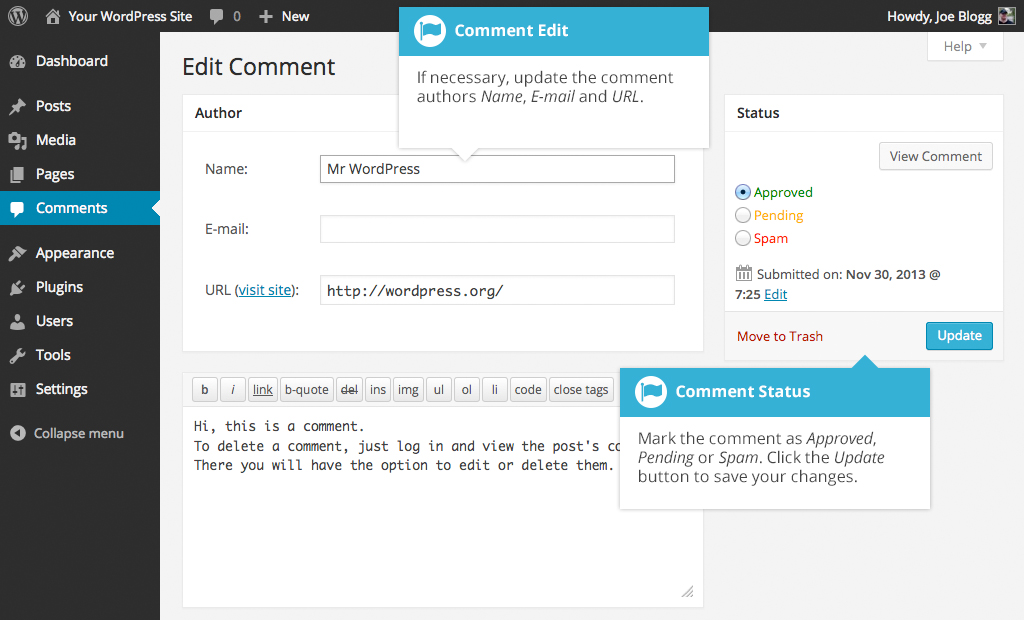 Your WordPress Site 0 New
Howdy, Joe Blogg
Help
Dashboard
Posts
Media
Pages
Comments
Appearance
Plugins
Users
Tools
Settings
Collapse menu
Edit Comment
Comment Edit
If necessary, update the comment
authors Name, E-mail and URL.
Author
Name:
Mr WordPress
E-mail:
URL (visit site):
http://wordpress.org/
b i link b-quote del ins img ul ol li code close tags
Hi, this is a comment.
To delete a comment, just log in and view the post's
There you will have the option to edit or delete them.
Status
View Comment
Approved
Pending
Spam
Submitted on: Nov 30, 2013 @
7:25 Edit
Move to Trash
Update
Comment Status
Mark the comment as Approved,
Pending or Spam. Click the Update
button to save your changes.